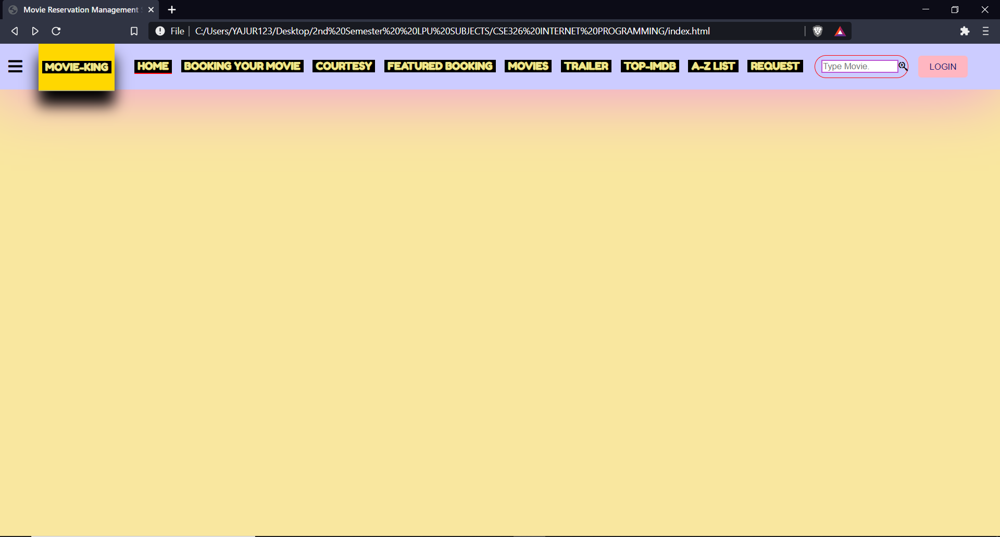 Movie Reservation Management
File C:/Users/YAJUR123/Desktop/2nd%20Semester%20%20LPU%20SUBJECTS/CSE326%20INTERNET%20PROGRAMMING/index.html
MOVIE-KING HOME BOOKING YOUR MOVIE COURTESY FEATURED BOOKING MOVIES TRAILER TOP-IMDB A-Z LIST REQUEST Type Movie. LOGIN